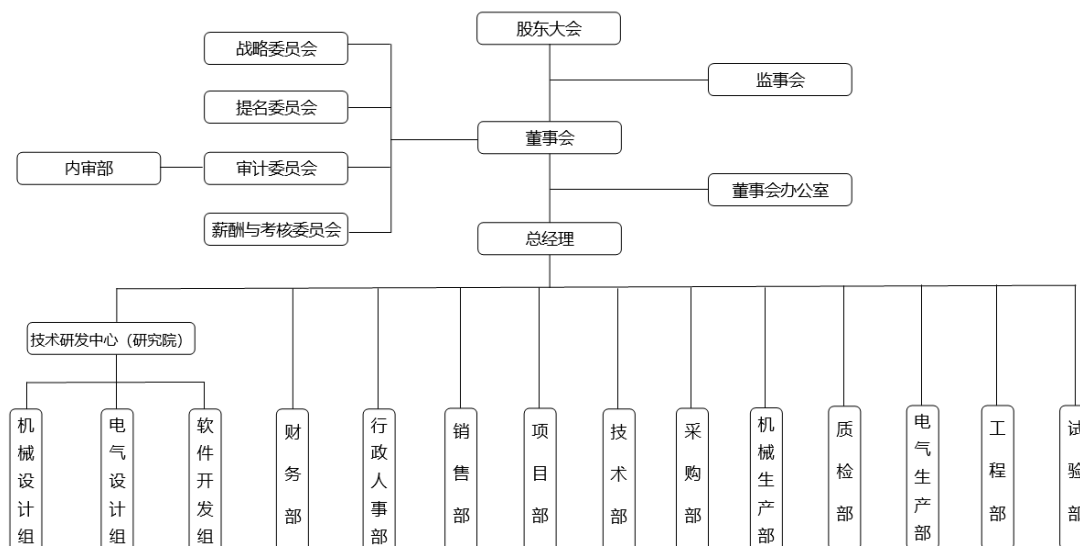 股东大会
战略委员会
监事会
提名委员会
董事会
内审部
审计委员会
董事会办公室
薪酬与考核委员会
总经理
技术研发中心（研究院）
机械设计组
电气设计组
软件开发组
财务部
行政人事部
销售部
项目部
技术部
采购部
机械生产部
质检部
电气生产部
工程部
试验部